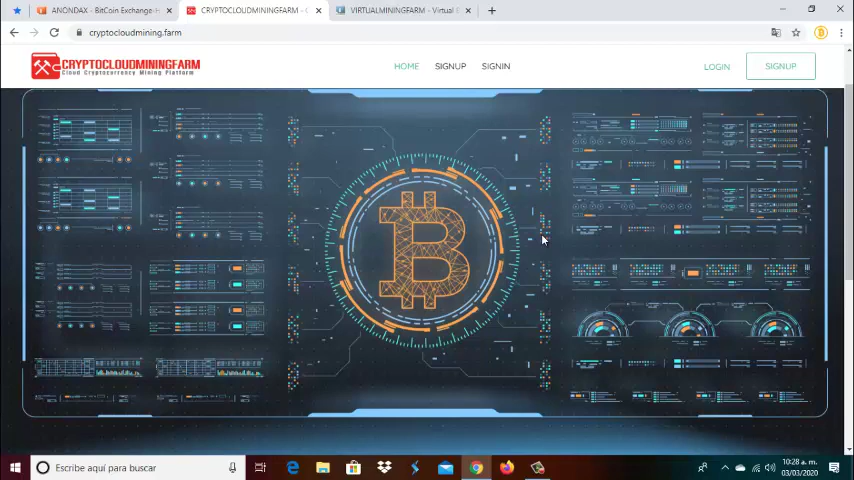 ANONDAX - BitCoin Exchange-H
CRYPTOCLOUDMININGFARM - C
VIRTUALMININGFARM - Virtual
cryptocloudmining.farm
CRYPTOCLOUDMININGFARM
Cloud Cryptocurrency Mining Platform
HOME
SIGNUP
SIGNIN
LOGIN
SIGNUP
Escribe aquí para buscar
10:28 a. m.
03/03/2020